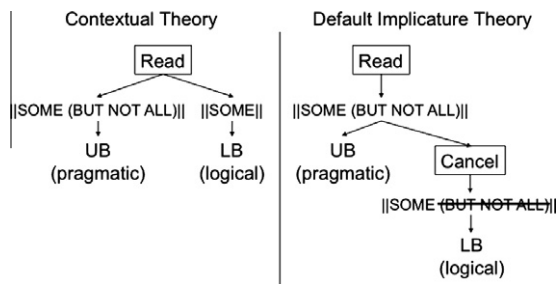 Contextual Theory
Read
||SOME (BUT NOT ALL)|| ||SOME||
UB
(pragmatic)
LB
(logical)
Default Implicature Theory
Read
||SOME (BUT NOT ALL)||
UB
(pragmatic)
Cancel
||SOME (BUT NOT ALL)||
LB
(logical)